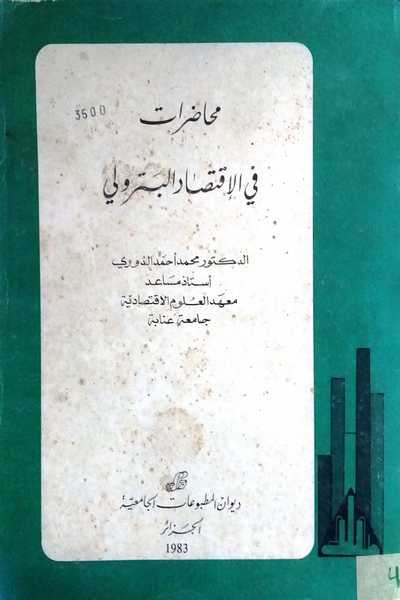 3500
محاضرات
في الإقتصاد البترولي
الدكتور محمد أحمد الدوري
أستاذ مساعد
معهد العلوم الاقتصادية
جامعة عنابة
ديوان المطبوعات الجامعية
الجزائر
1983
4